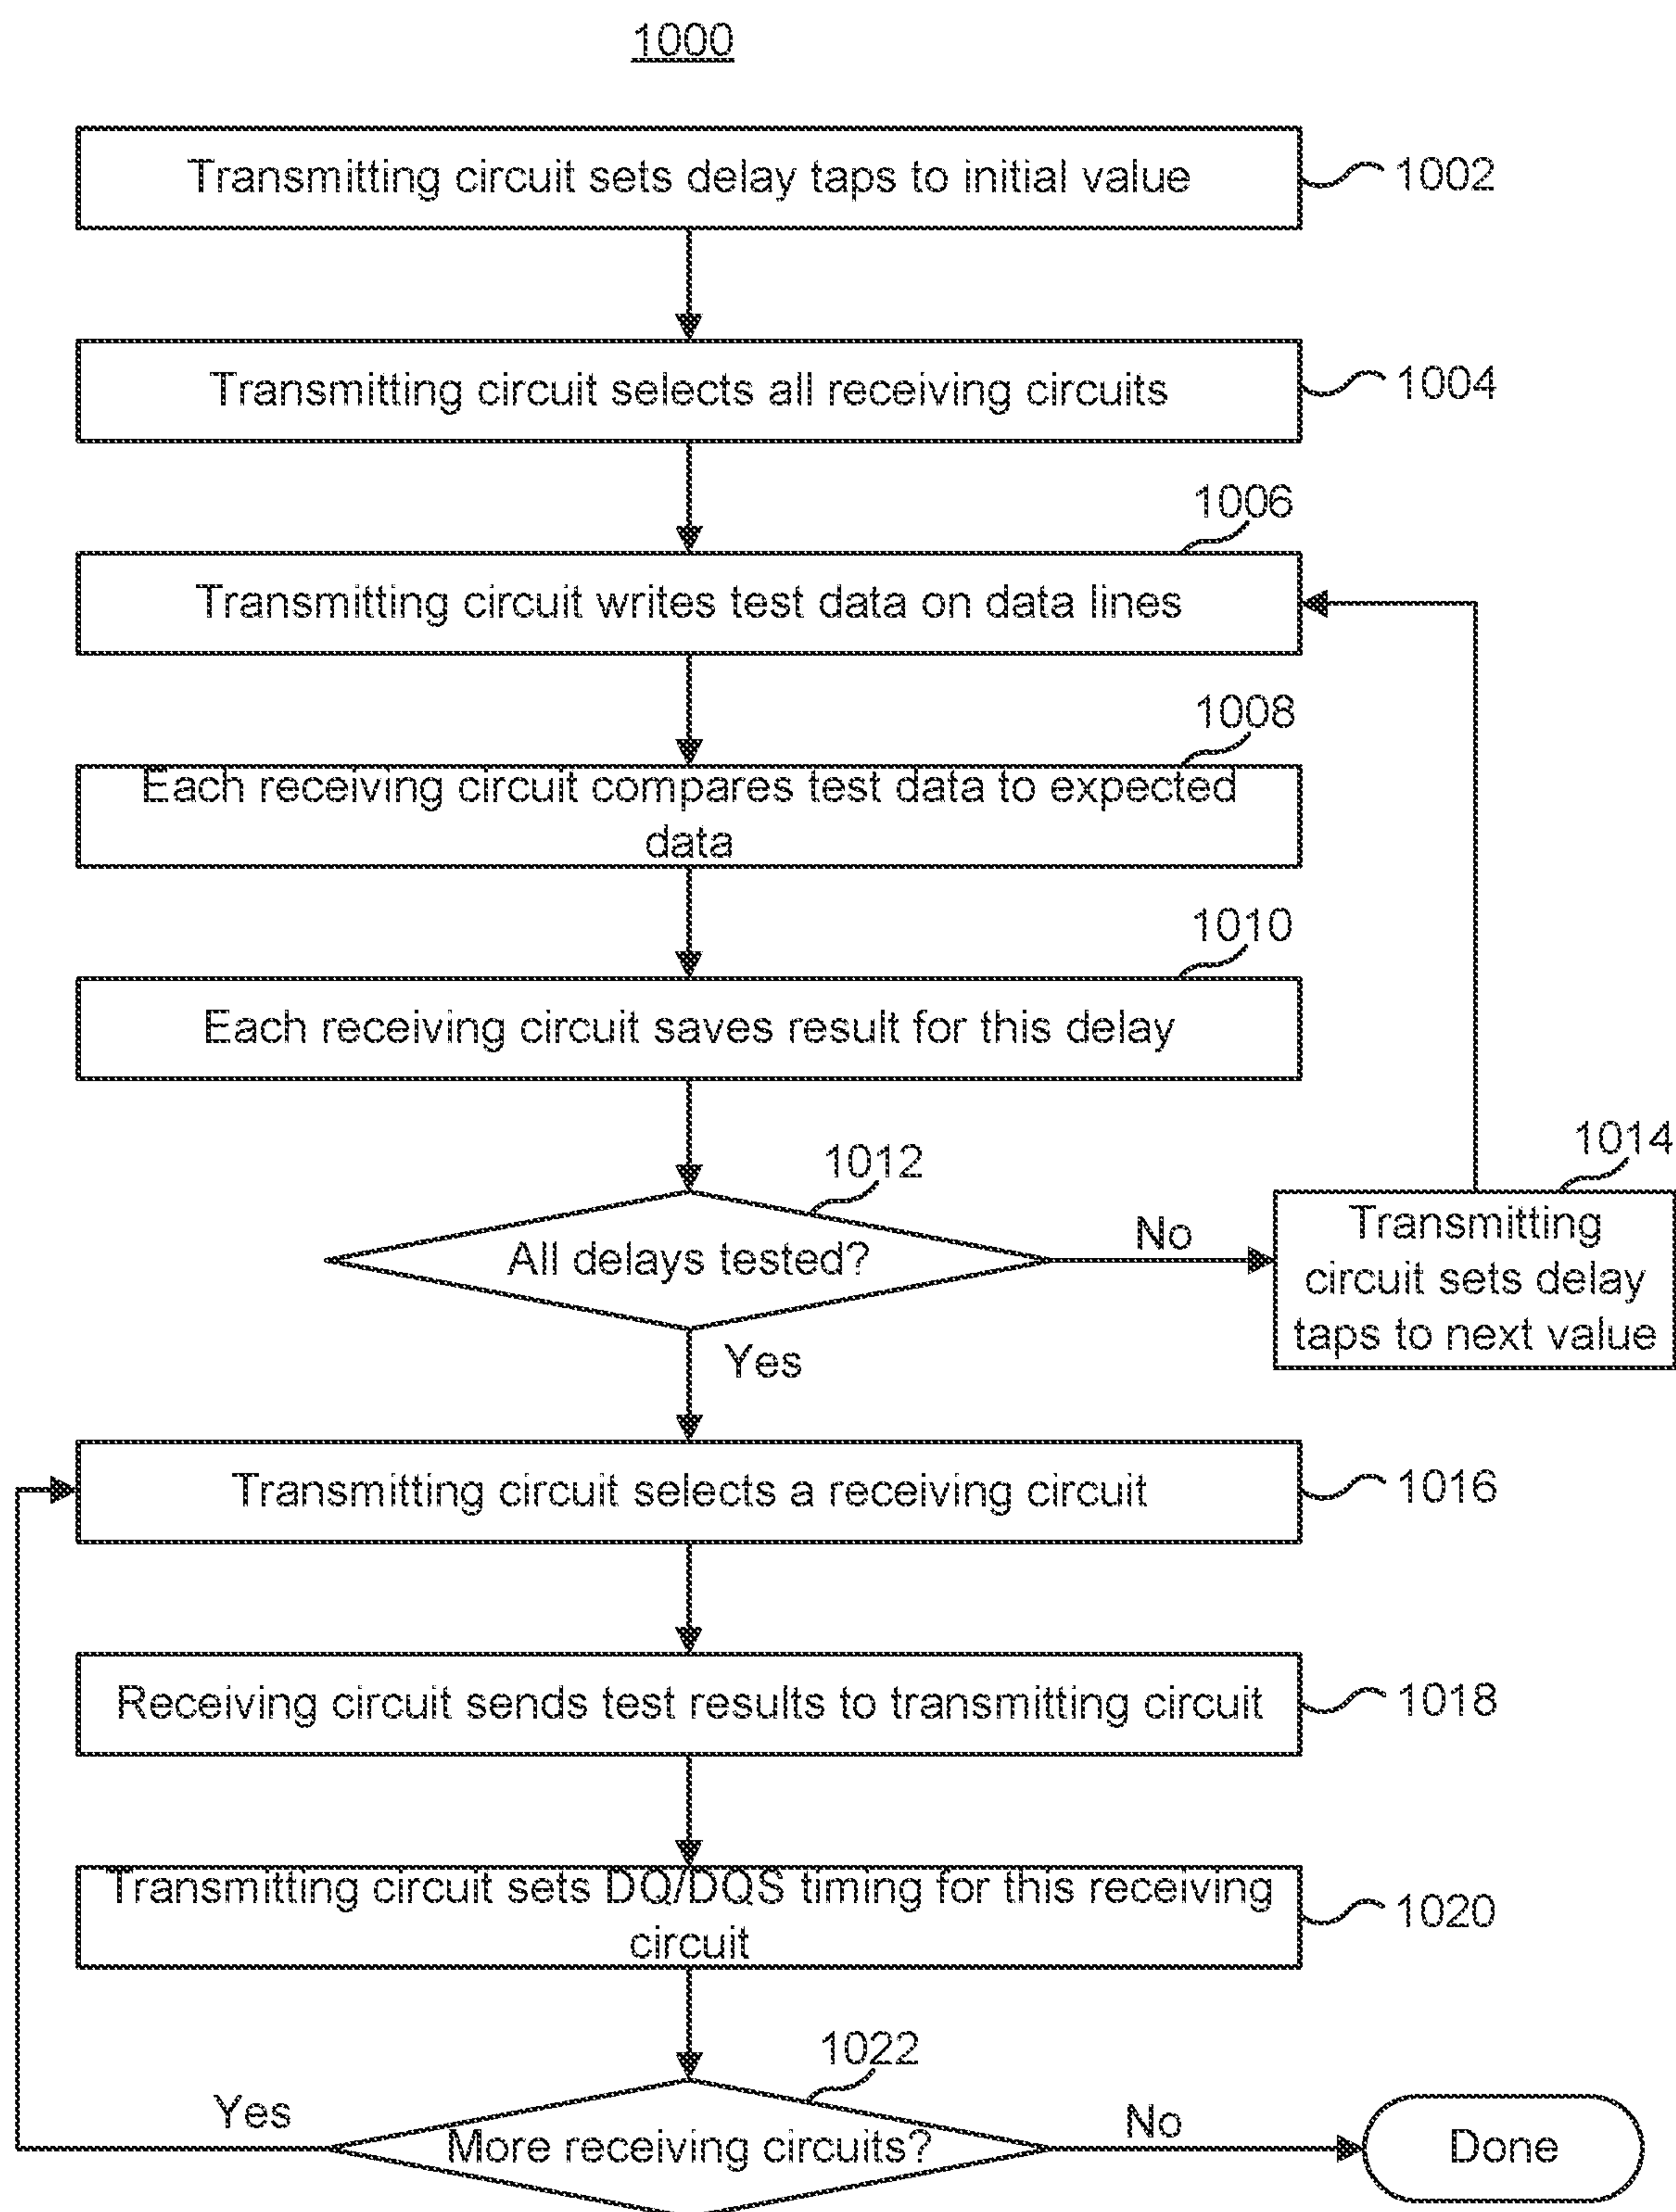 1000
Transmitting circuit sets delay taps to initial value
1002
Transmitting circuit selects all receiving circuits
1004
1006
Transmitting circuit writes test data on data lines
1008
Each receiving circuit compares test data to expected
data
1010
Each receiving circuit saves result for this delay
1012
All delays tested?
No
1014
Transmitting
circuit sets delay
taps to next value
Yes
Transmitting circuit selects a receiving circuit
1016
Receiving circuit sends test results to transmitting circuit
1018
Transmitting circuit sets DQ/DQS timing for this receiving
circuit
1020
1022
Yes
More receiving circuits?
No
Done